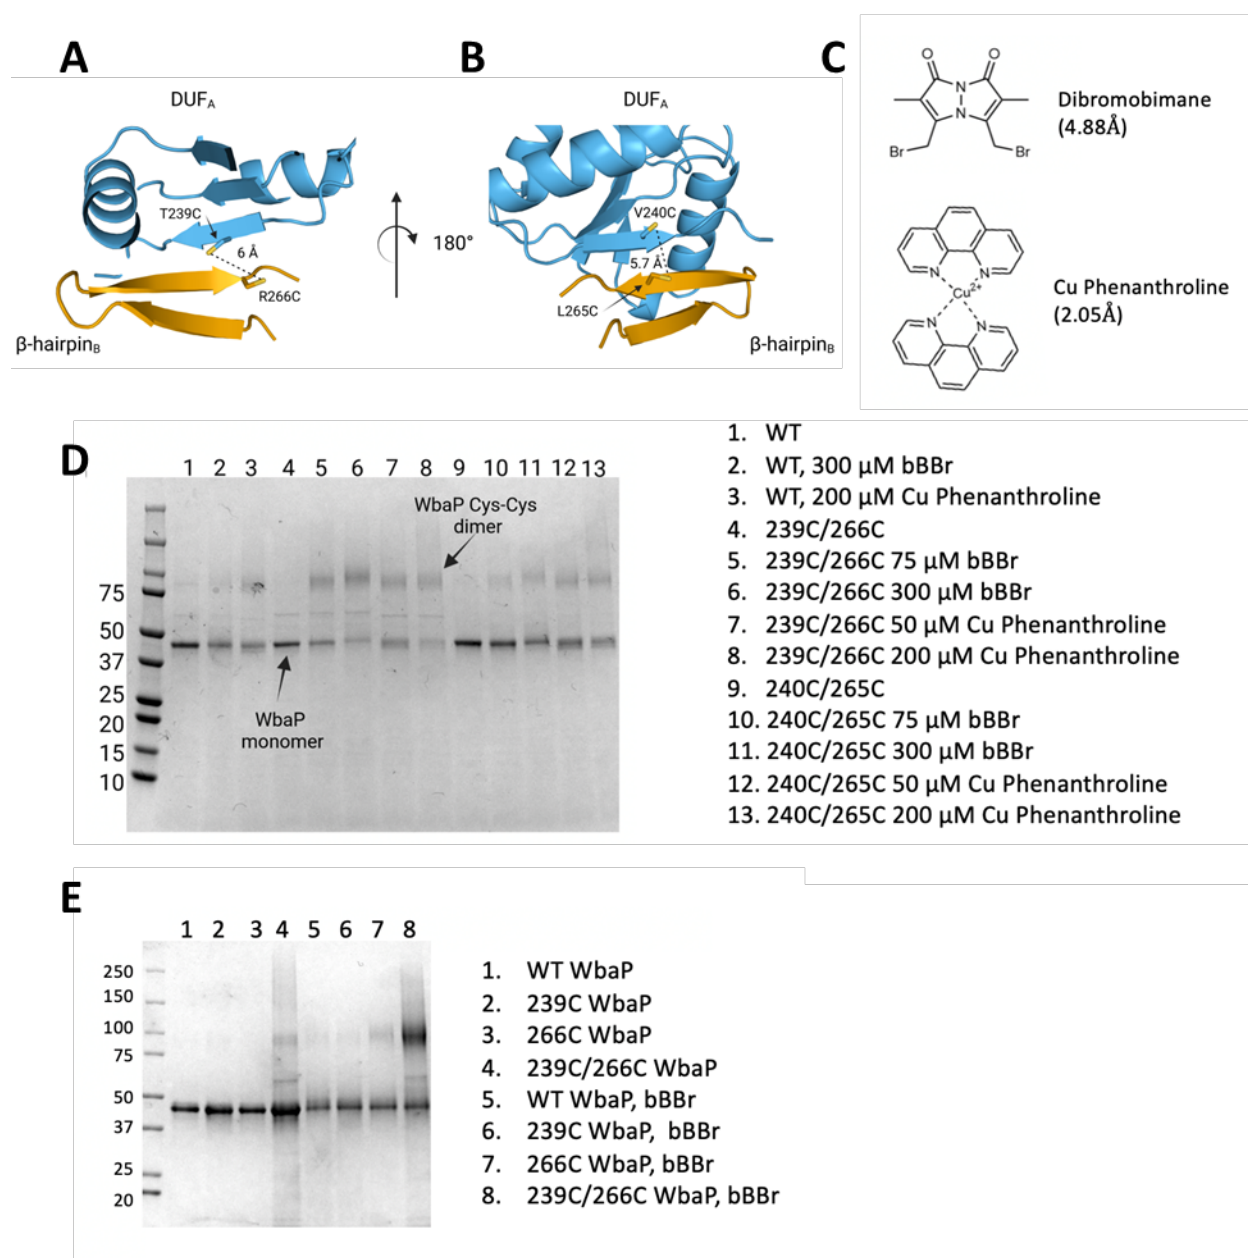 A
B
C
DUFA
DUFA
T239C
6 Å
R266C
β-hairpinB
180°
V240C
5.7 Å
L265C
β-hairpinB
O
O
N
N
Br
Br
Dibromobimane
(4.88Å)
N
N
Cu2+
N
N
Cu Phenanthroline
(2.05Å)
D
1 2 3 4 5 6 7 8 9 10 11 12 13
WbaP Cys-Cys
dimer
75
50
37
25
20
15
10
WbaP
monomer
1. WT
2. WT, 300 µM bBBr
3. WT, 200 µM Cu Phenanthroline
4. 239C/266C
5. 239C/266C 75 µM bBBr
6. 239C/266C 300 µM bBBr
7. 239C/266C 50 µM Cu Phenanthroline
8. 239C/266C 200 µM Cu Phenanthroline
9. 240C/265C
10. 240C/265C 75 µM bBBr
11. 240C/265C 300 µM bBBr
12. 240C/265C 50 µM Cu Phenanthroline
13. 240C/265C 200 µM Cu Phenanthroline
E
1 2 3 4 5 6 7 8
250
150
100
75
50
37
25
20
1. WT WbaP
2. 239C WbaP
3. 266C WbaP
4. 239C/266C WbaP
5. WT WbaP, bBBr
6. 239C WbaP, bBBr
7. 266C WbaP, bBBr
8. 239C/266C WbaP, bBBr